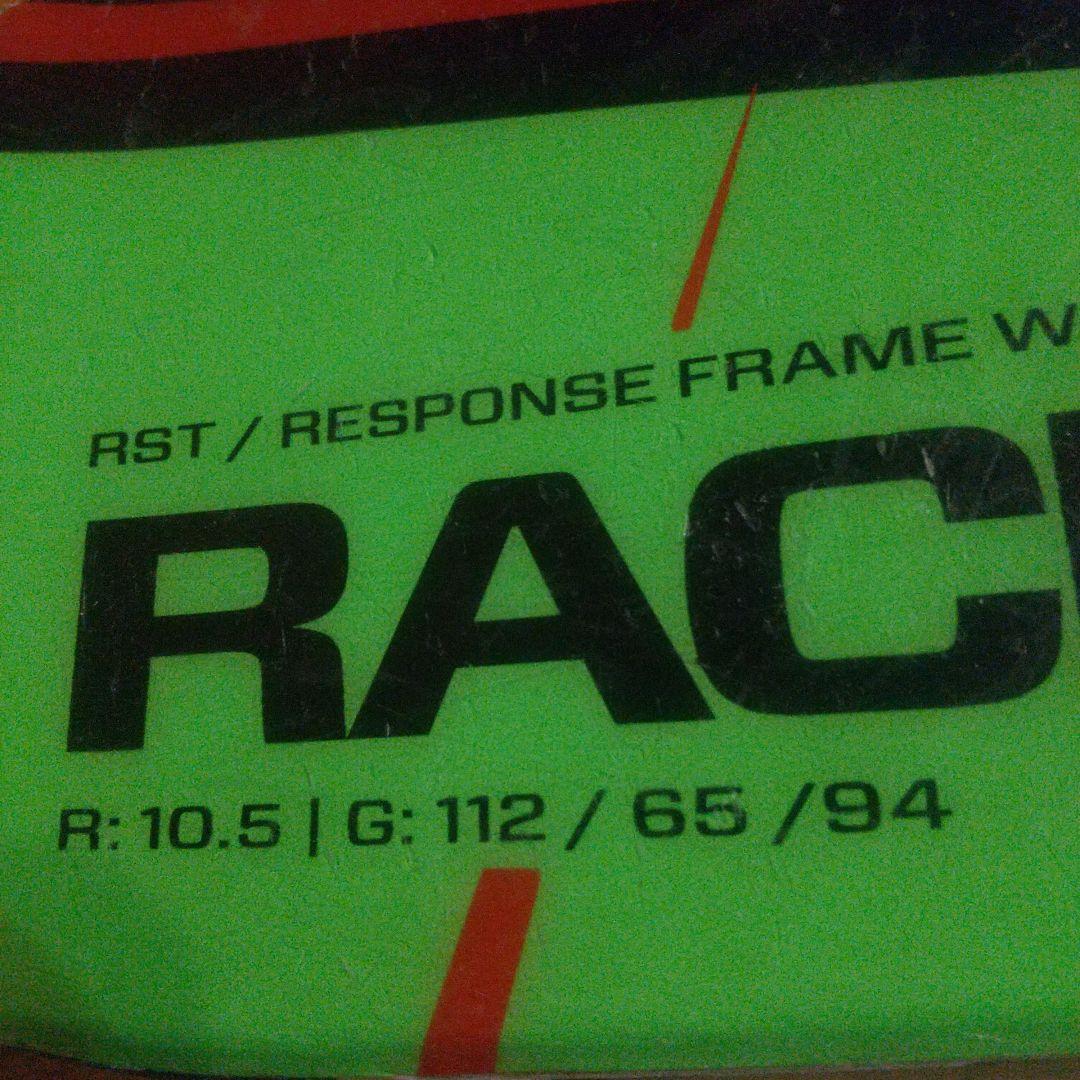 RST / RESPONSE FRAME W
RAC
R: 10.5 | G: 112 / 65 /94